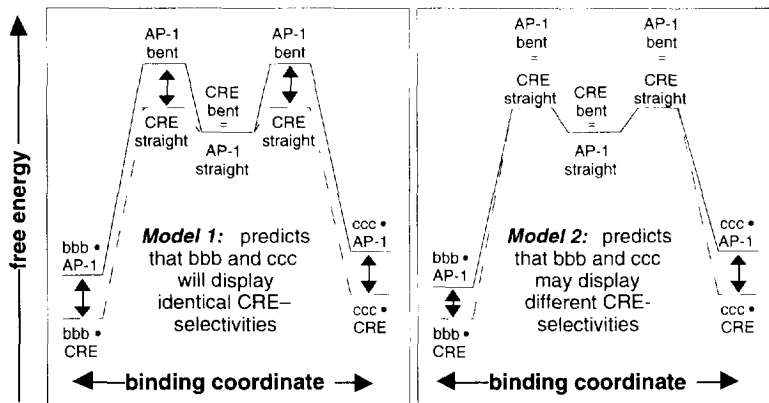 free energy
AP-1
bent
AP-1
bent
CRE
bent
=
AP-1
straight
CRE
straight
CRE
straight
bbb •
AP-1
bbb •
CRE
ccc •
AP-1
ccc •
CRE
Model 1: predicts
that bbb and ccc
will display
identical CRE–
selectivities
binding coordinate
AP-1
bent
=
CRE
straight
AP-1
bent
=
CRE
straight
CRE
bent
=
AP-1
straight
bbb •
AP-1
bbb •
CRE
ccc •
AP-1
ccc •
CRE
Model 2: predicts
that bbb and ccc
may display
different CRE-
selectivities
binding coordinate